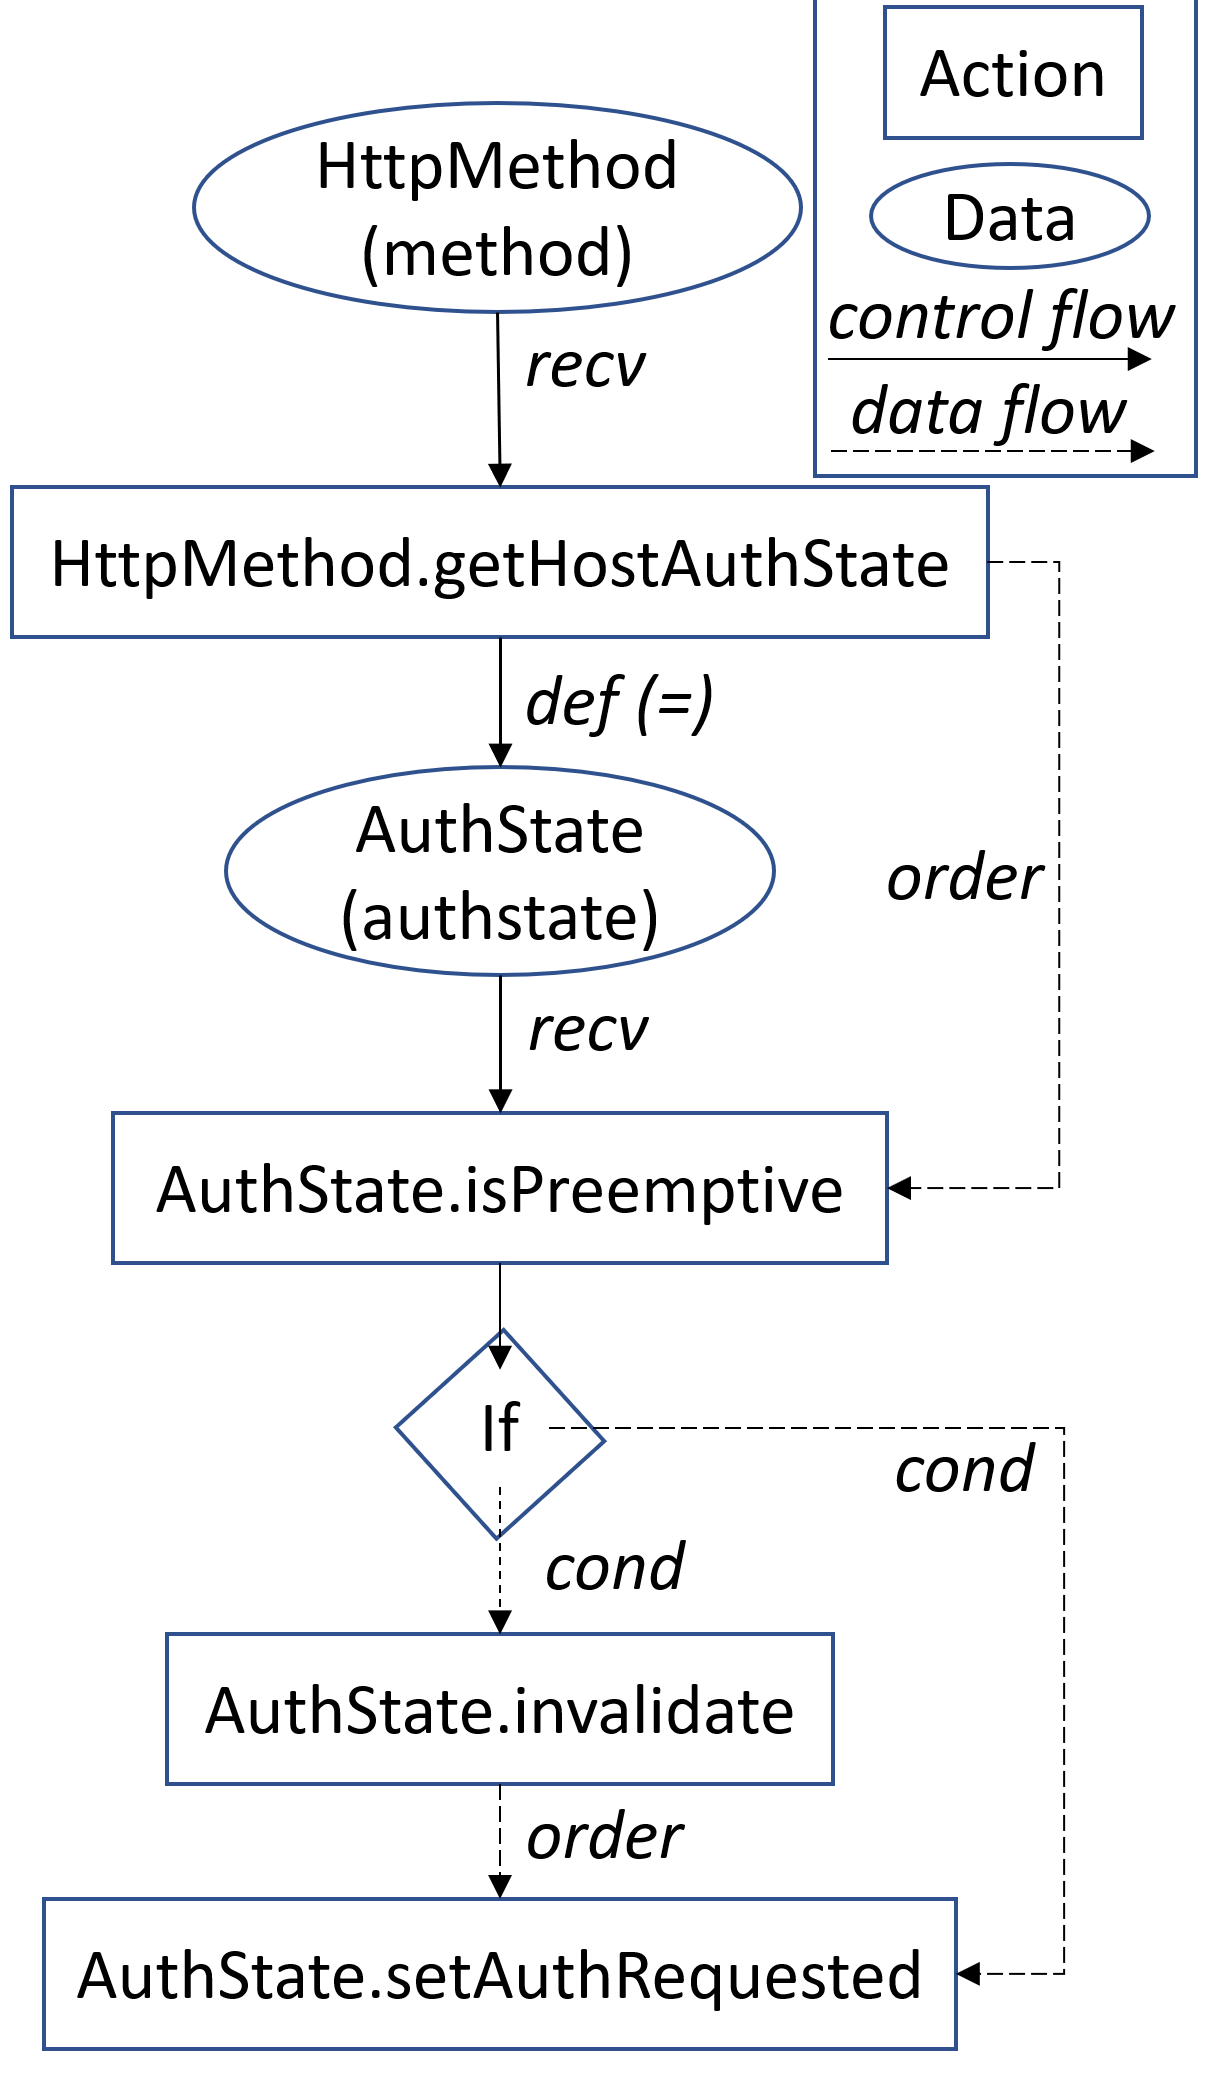 Action
Data
control flow
data flow
HttpMethod
(method)
recv
HttpMethod.getHostAuthState
def (=)
AuthState
(authstate)
order
recv
AuthState.isPreemptive
If
cond
cond
AuthState.invalidate
order
AuthState.setAuthRequested